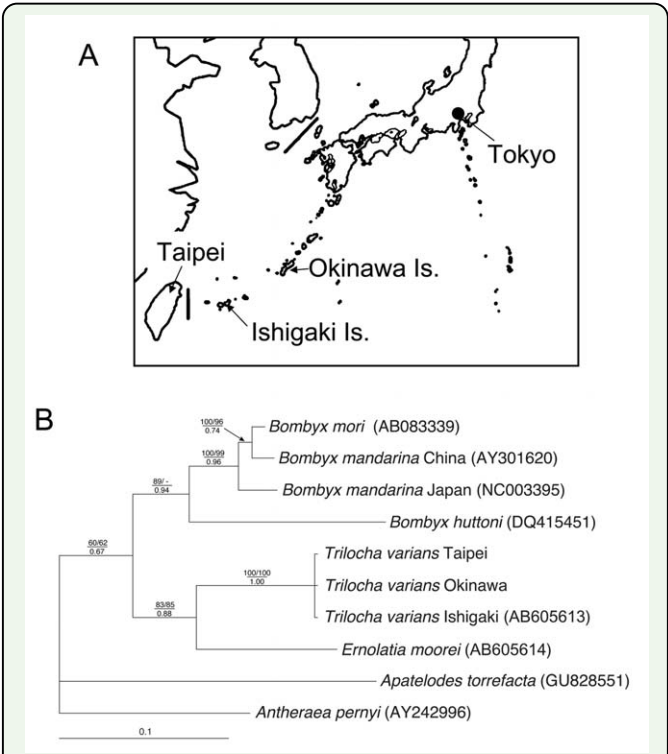 A
Tokyo
Taipei
Okinawa Is.
Ishigaki Is.
B
100/96
0.74
Bombyx mori (AB083339)
100/99
0.96
Bombyx mandarina China (AY301620)
89/ -
0.94
Bombyx mandarina Japan (NC003395)
Bombyx huttoni (DQ415451)
60/62
0.67
Trilocha varians Taipei
100/100
1.00
Trilocha varians Okinawa
83/85
0.88
Trilocha varians Ishigaki (AB605613)
Ernolatia moorei (AB605614)
Apatelodes torrefacta (GU828551)
Antheraea pernyi (AY242996)
0.1